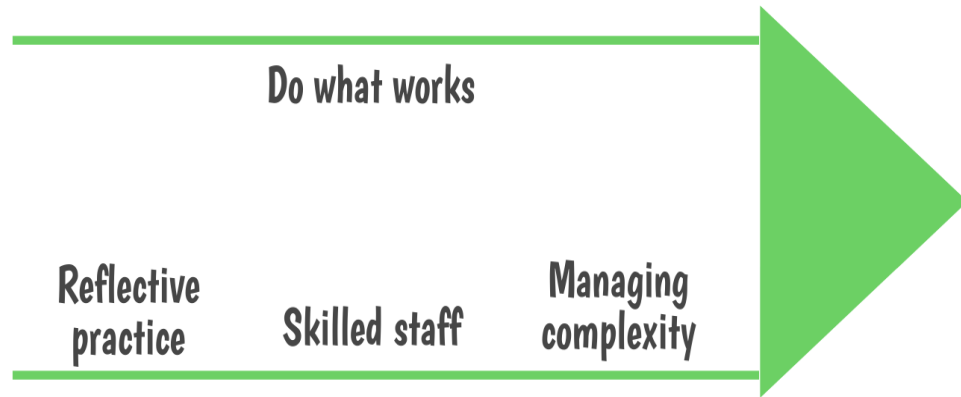 Do what works
Reflective
practice
Skilled staff
Managing
complexity